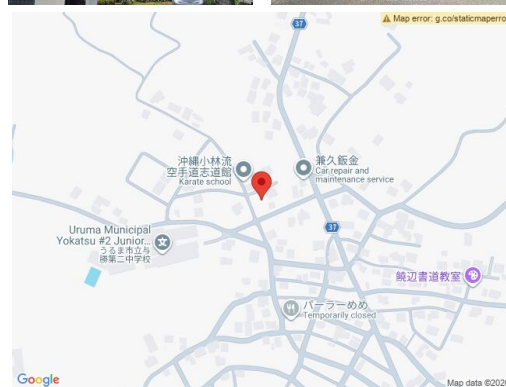 Map error: g.co/staticmaperro
37
沖縄小林流
空手道志道館
Karate school
兼久鈑金
Car repair and
maintenance service
37
Uruma Municipal
Yokatsu #2 Junior...
うるま市立与
勝第二中学校
文
饒辺書道教室
パーラーめめ
Temporarily closed
Google
Map data ©2026